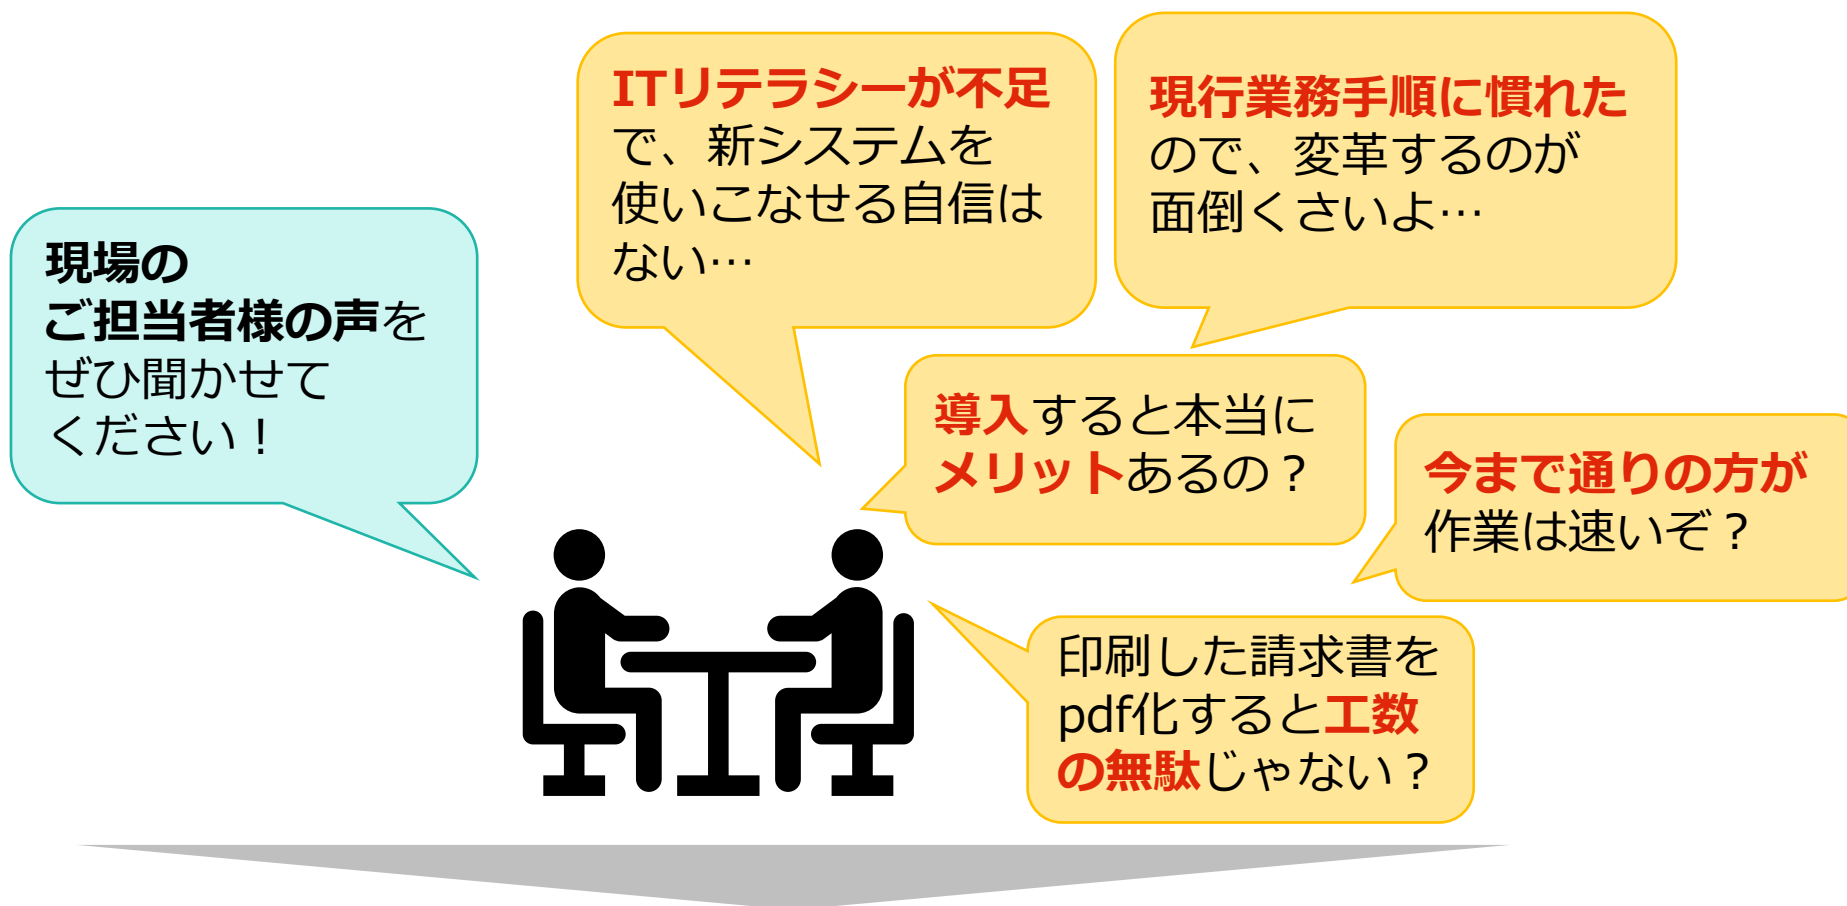 現場の
ご担当者様の声を
ぜひ聞かせて
ください！
ITリテラシーが不足
で、新システムを
使いこなせる自信は
ない…
現行業務手順に慣れた
ので、変革するのが
面倒くさいよ…
導入すると本当に
メリットあるの？
今まで通りの方が
作業は速いぞ？
印刷した請求書を
pdf化すると工数
の無駄じゃない？